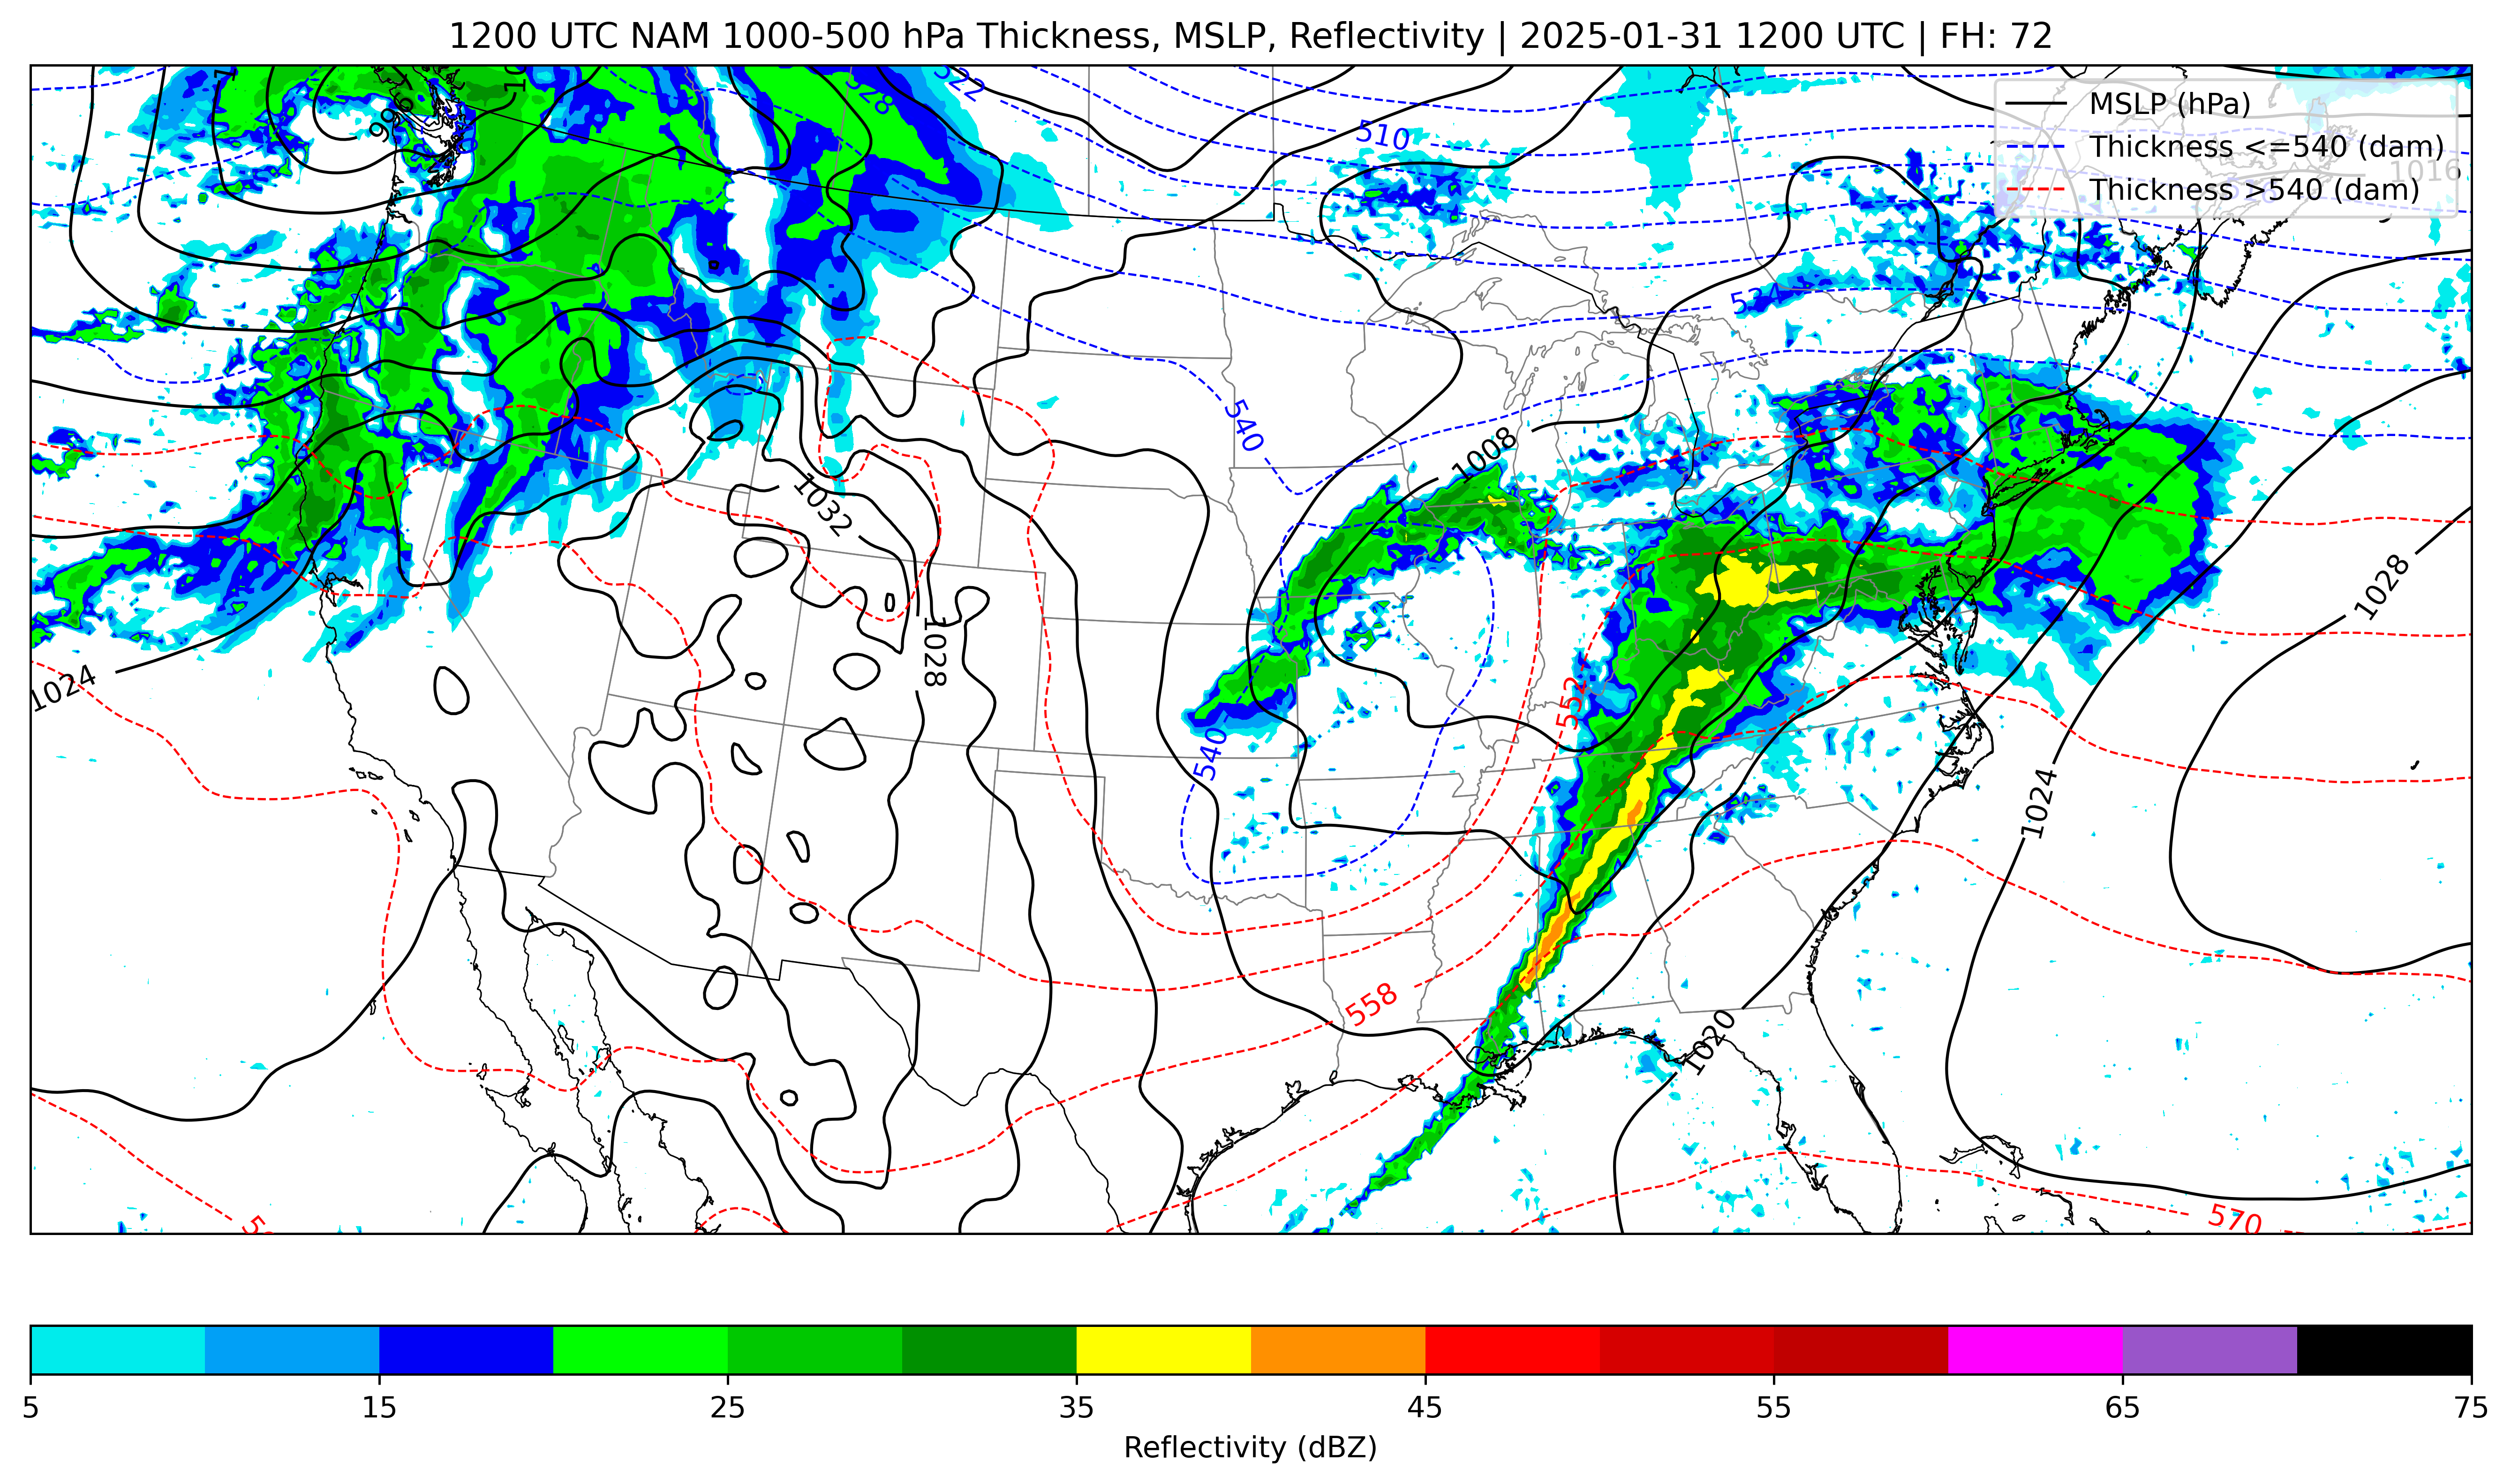 1200 UTC NAM 1000-500 hPa Thickness, MSLP, Reflectivity | 2025-01-31 1200 UTC | FH: 72
MSLP (hPa)
Thickness <=540 (dam)
Thickness >540 (dam)
522
528
996
510
1016
540
1008
1032
1028
1028
1024
552
540
1024
558
1020
570
5 15 25 35 45 55 65 75
Reflectivity (dBZ)